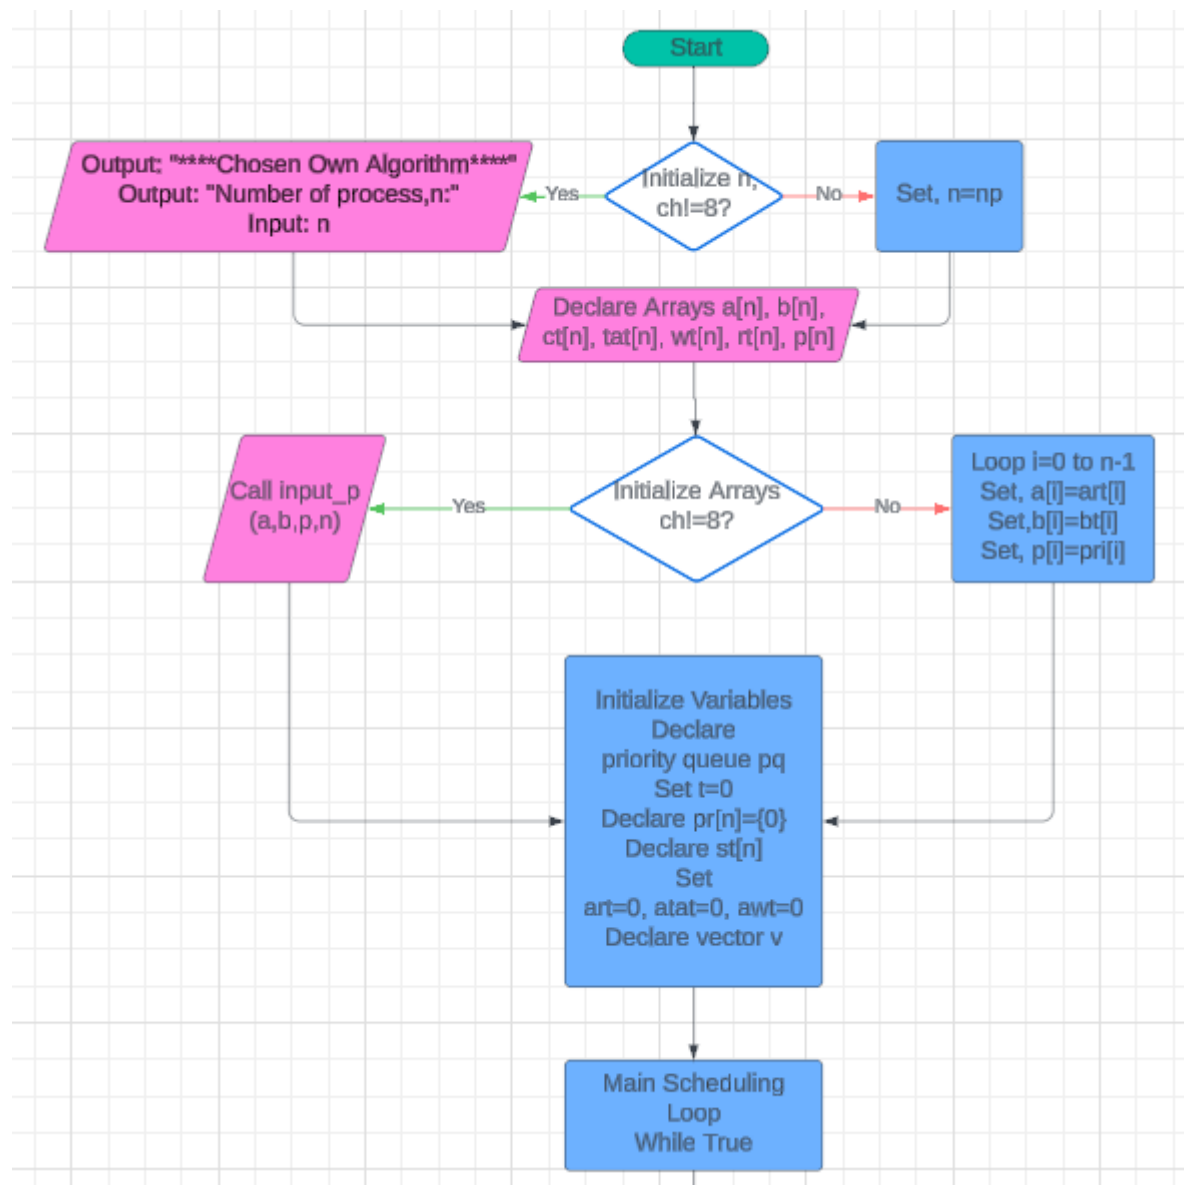 Start
Output: "****Chosen Own Algorithm****"
Output: "Number of process,n:"
Input: n
Yes
Initialize n,
ch!=8?
No
Set, n=np
Declare Arrays a[n], b[n],
ct[n], tat[n], wt[n], rt[n], p[n]
Call input_p
(a,b,p,n)
Yes
Initialize Arrays
ch!=8?
No
Loop i=0 to n-1
Set, a[i]=art[i]
Set,b[i]=bt[i]
Set, p[i]=pri[i]
Initialize Variables
Declare
priority queue pq
Set t=0
Declare pr[n]={0}
Declare st[n]
Set
art=0, atat=0, awt=0
Declare vector v
Main Scheduling
Loop
While True